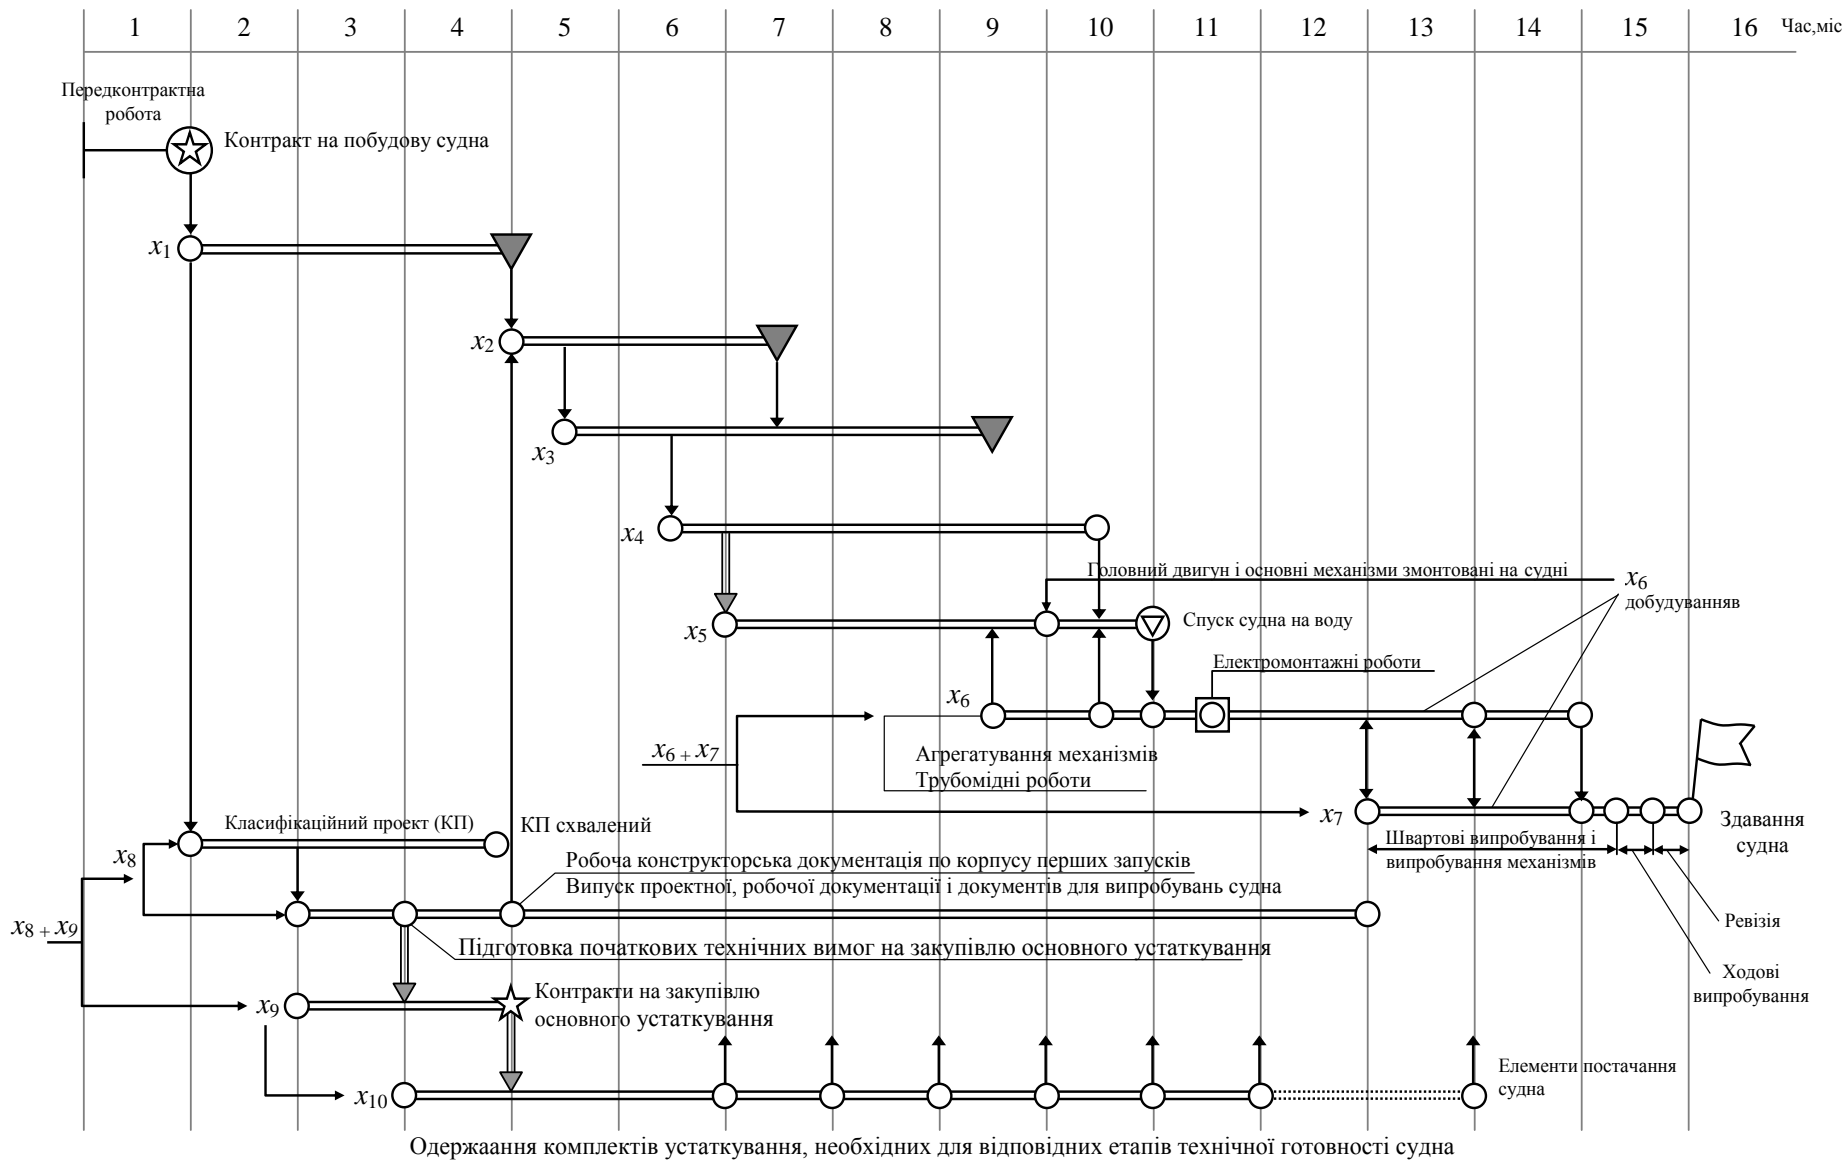 1 2 3 4 5 6 7 8 9 10 11 12 13 14 15 16 Час,міс
Передконтрактна
робота
Контракт на побудову судна
x1
x2
x3
x4
Головний двигун і основні механізми змонтовані на судні
x6
добудуванняв
x5
Спуск судна на воду
Електромонтажні роботи
x6
x6 + x7
Агрегатування механізмів
Трубомідні роботи
x7
Здавання
судна
Швартові випробування і
випробування механізмів
Класифікаційний проект (КП)
КП схвалений
x8
Робоча конструкторська документація по корпусу перших запусків
Випуск проектної, робочої документації і документів для випробувань судна
x8 + x9
Ревізія
Підготовка початкових технічних вимог на закупівлю основного устаткування
Ходові
випробування
x9
Контракти на закупівлю
основного устаткування
x10
Елементи постачання
судна
Одержаання комплектів устаткування, необхідних для відповідних етапів технічної готовності судна